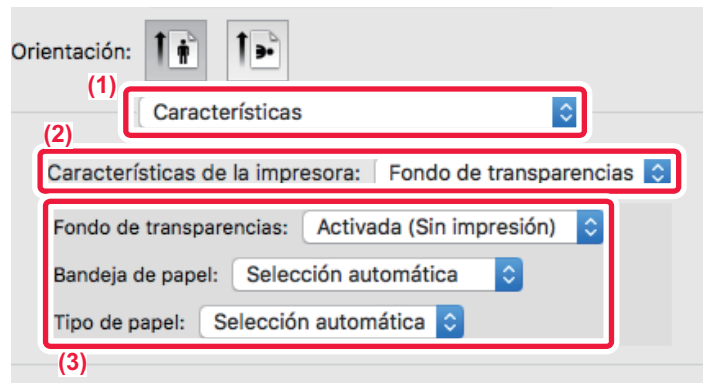 Orientación:
(1)
Características
(2)
Características de la impresora: Fondo de transparencias
Fondo de transparencias: Activada (Sin impresión)
Bandeja de papel: Selección automática
Tipo de papel: Selección automática
(3)